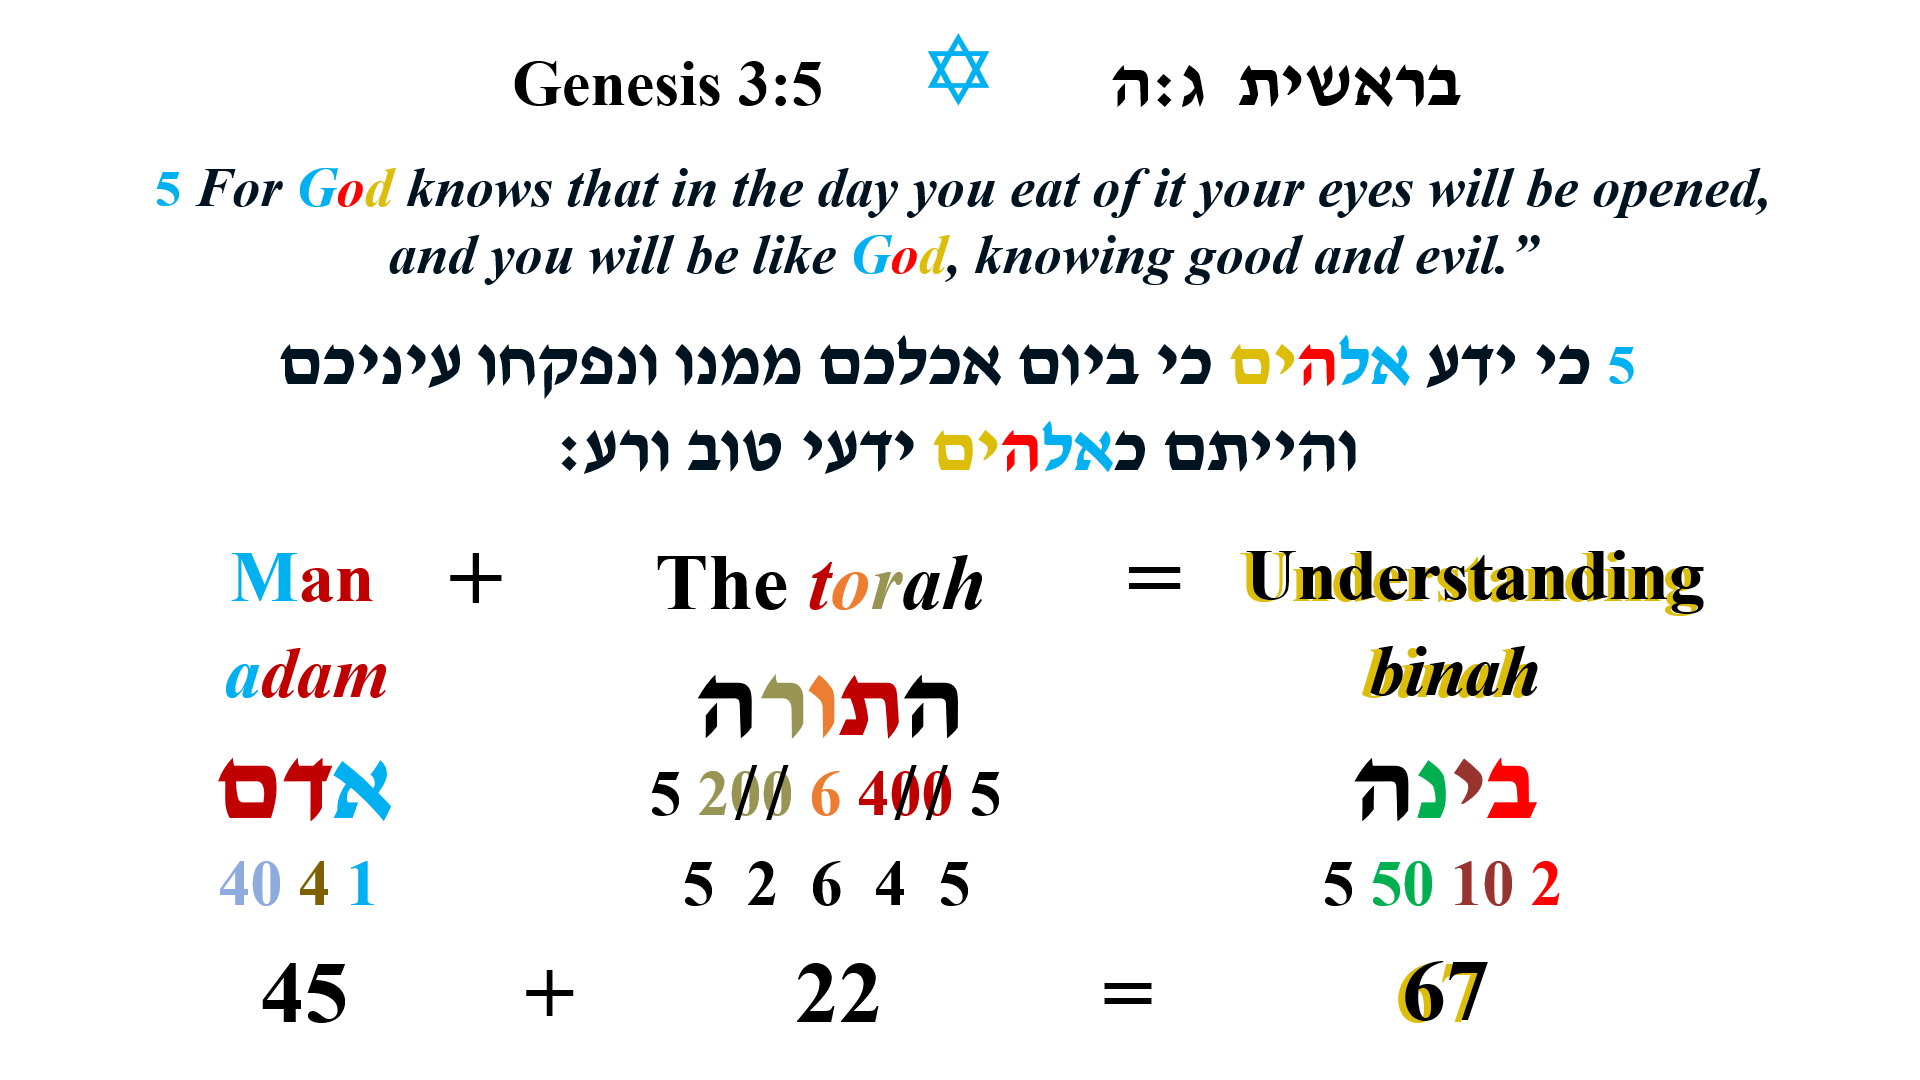 Genesis 3:5 ✡ בראשית ג:ה
5 For God knows that in the day you eat of it your eyes will be opened,
and you will be like God, knowing good and evil.”
5 כי ידע אלהים כי ביום אכלכם ממנו ונפקחו עיניכם
והייתם כאלהים ידעי טוב ורע:
Man + The torah = Understanding
adam binah
אדם התורה בינה
5 200 6 400 5
40 4 1 5 2 6 4 5 5 50 10 2
45 + 22 = 67